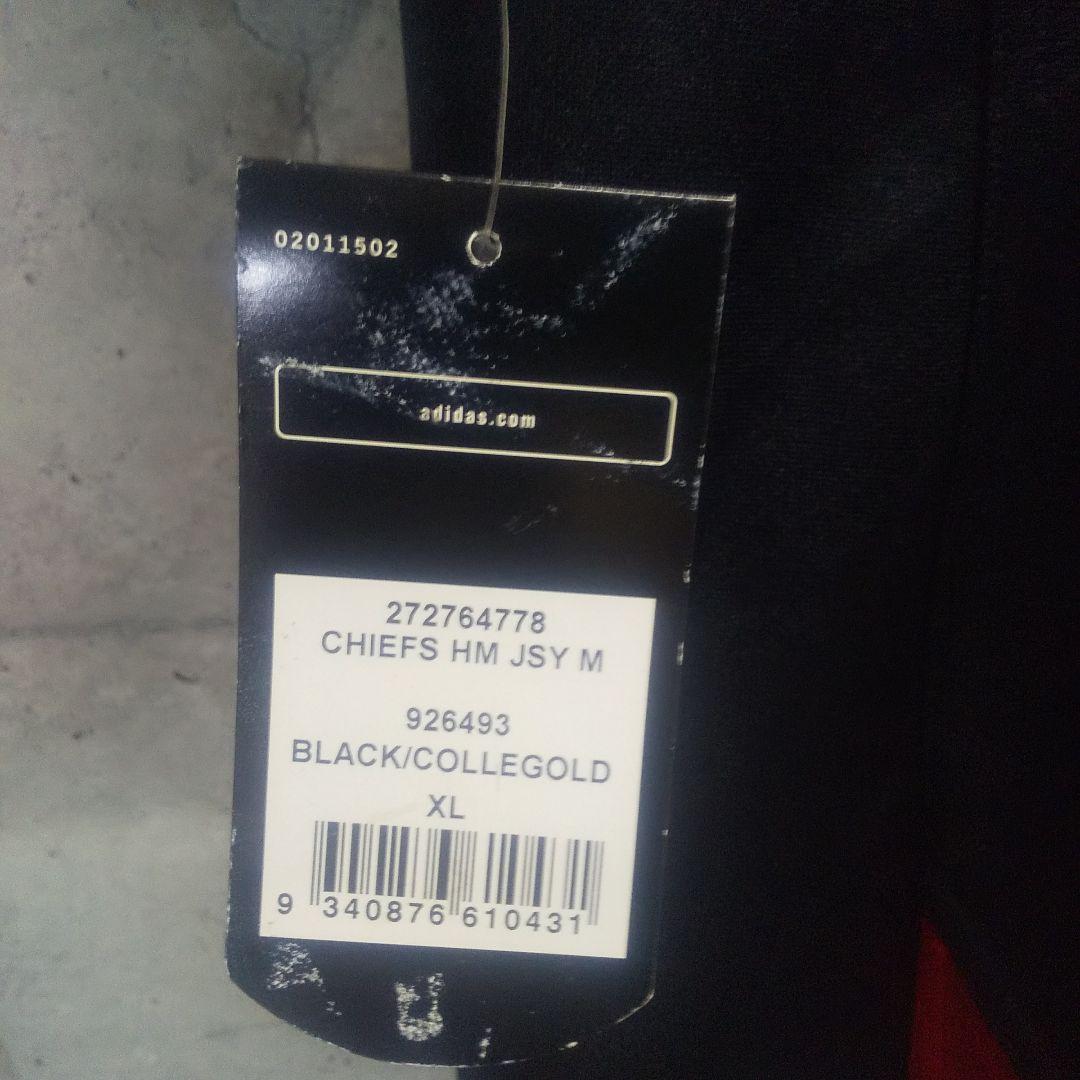 02011502
adidas.com
272764778
CHIEFS HM JSY M
926493
BLACK/COLLEGOLD
XL
9 340876 610431